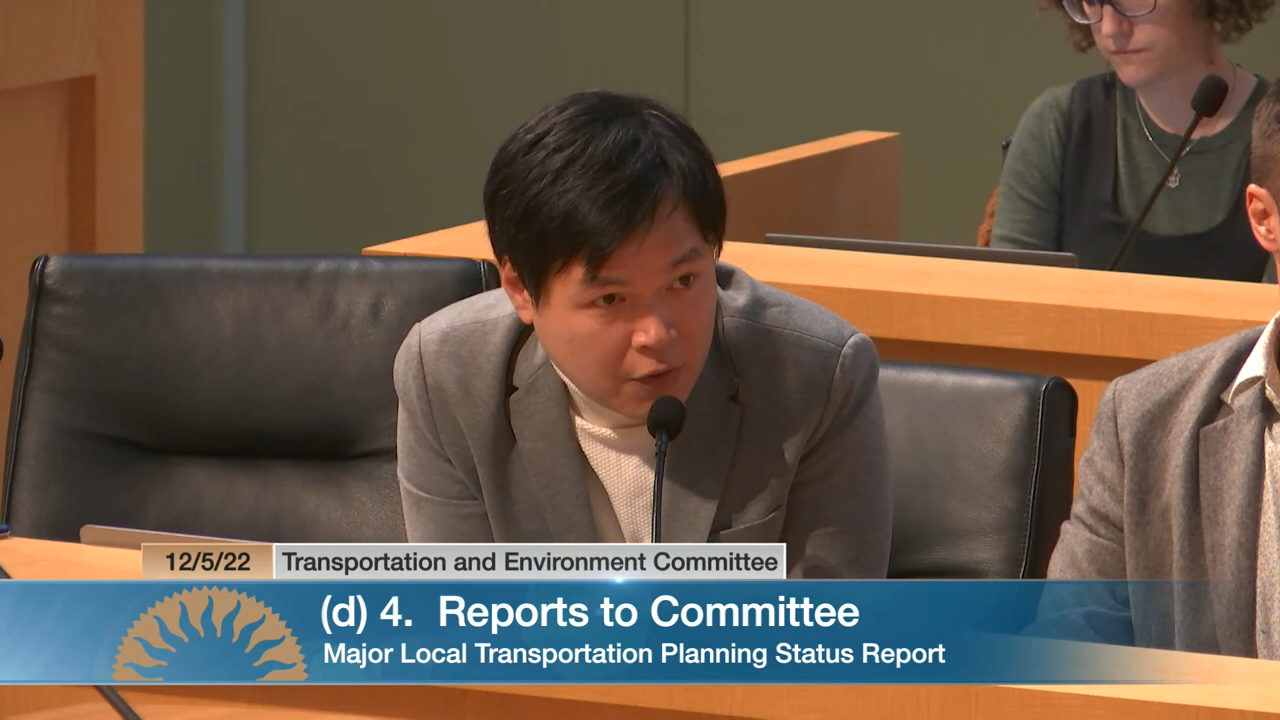 12/5/22 Transportation and Environment Committee
(d) 4. Reports to Committee
Major Local Transportation Planning Status Report